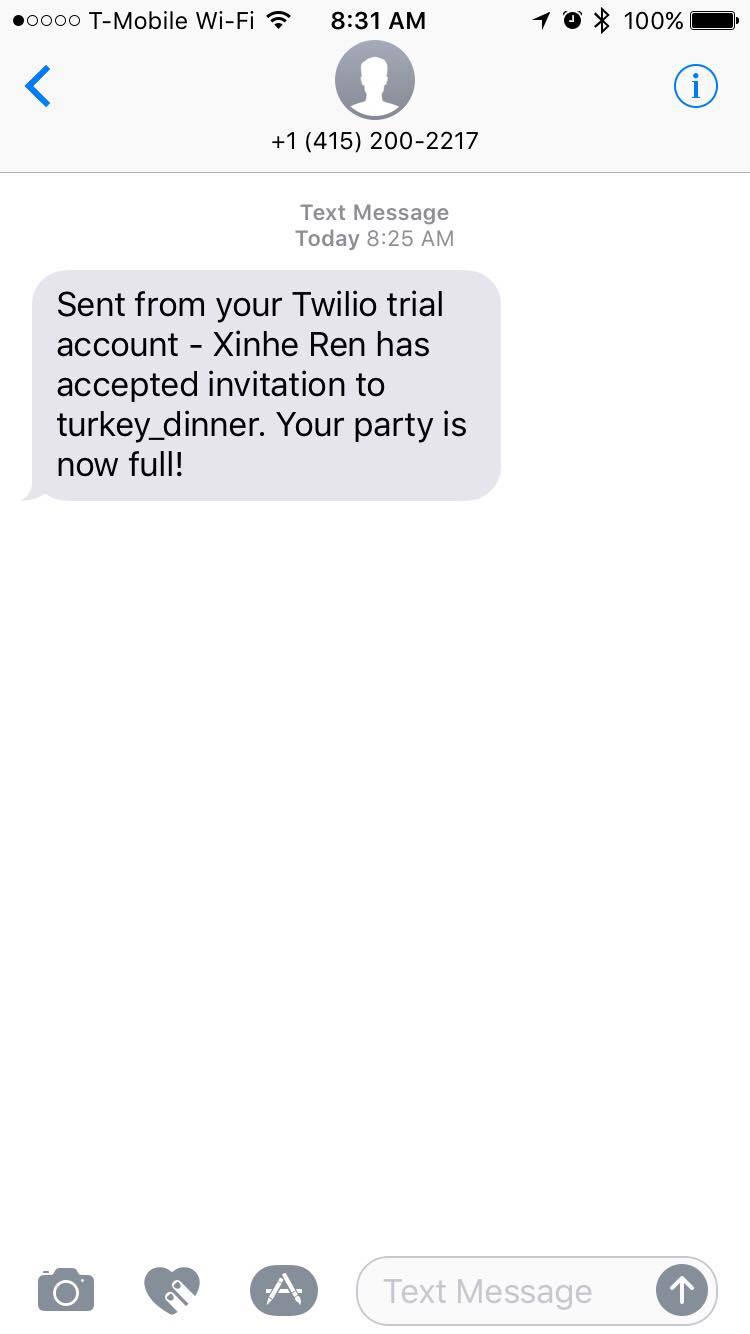 T-Mobile Wi-Fi 8:31 AM 100%
+1 (415) 200-2217
Text Message
Today 8:25 AM
Sent from your Twilio trial
account - Xinhe Ren has
accepted invitation to
turkey_dinner. Your party is
now full!
Text Message